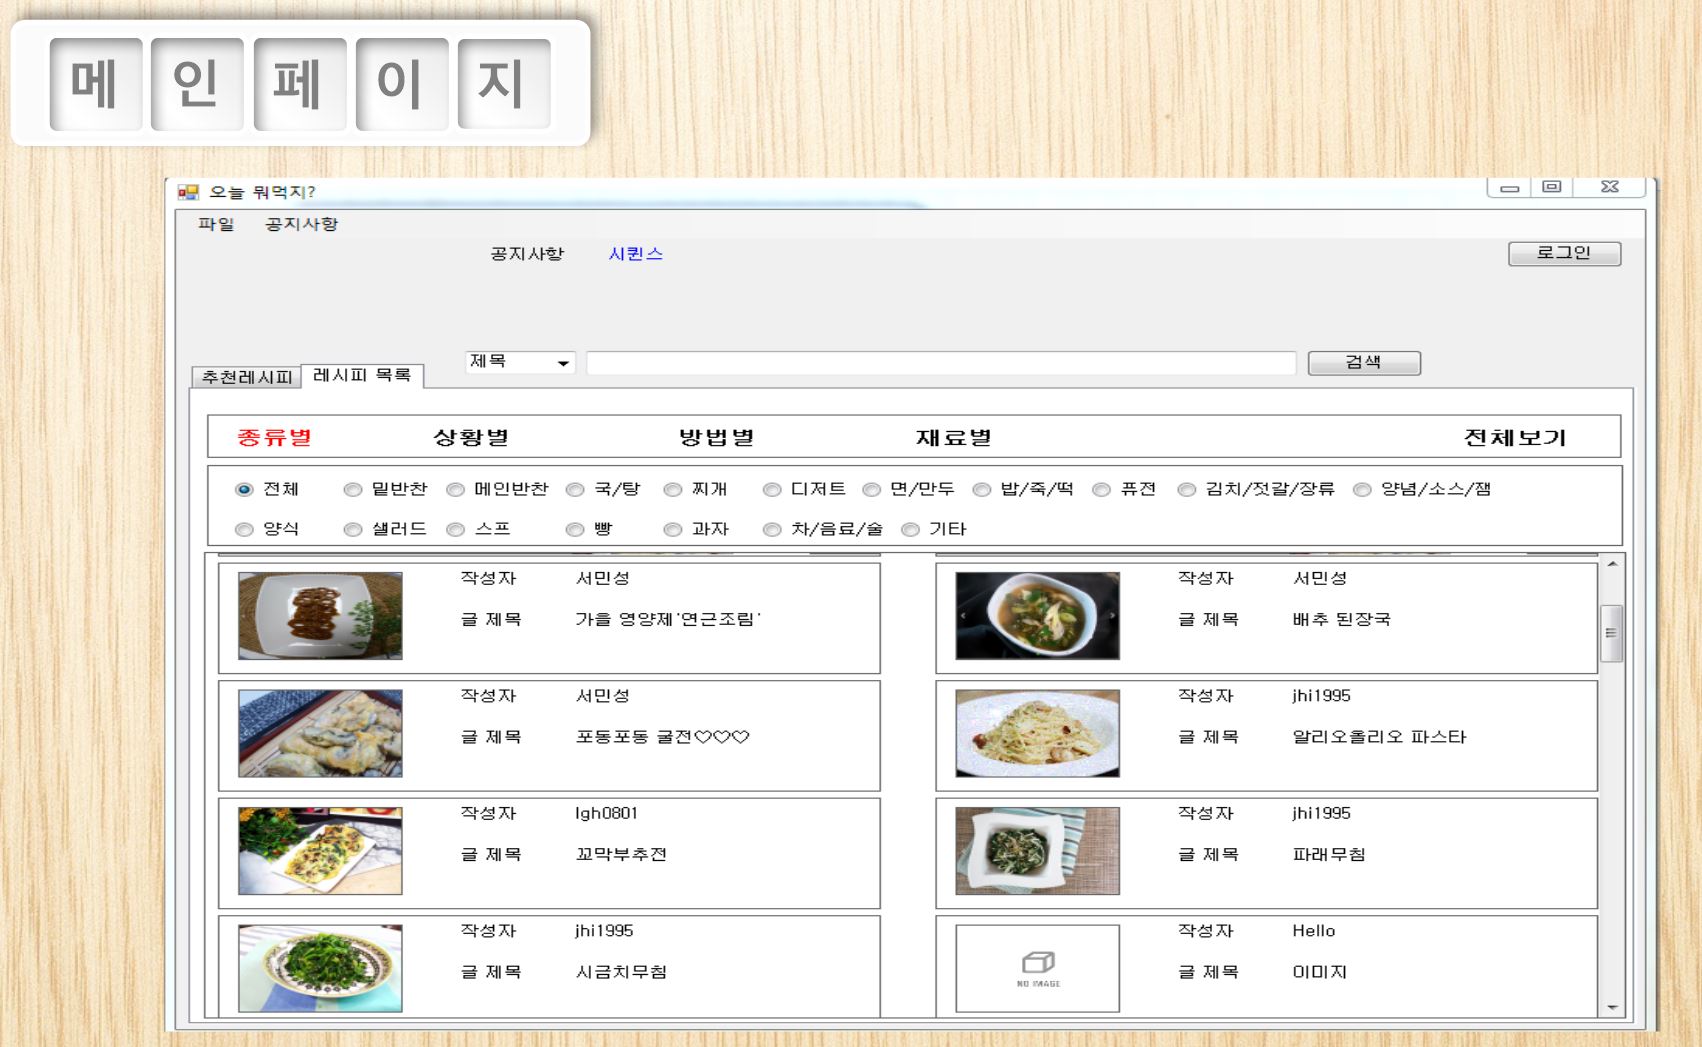 메인페이지
오늘 뭐먹지?
파일 공지사항
공지사항 시퀀스 로그인
제목 검색
추천레시피 레시피 목록
종류별 상황별 방법별 재료별 전체보기
전체 밑반찬 메인반찬 국/탕 찌개 디저트 면/만두 밥/죽/떡 퓨전 김치/젓갈/장류 양념/소스/잼
양식 샐러드 스프 빵 과자 차/음료/술 기타
작성자 서민성
글 제목 가을 영양제'연근조림'
작성자 서민성
글 제목 배추 된장국
작성자 서민성
글 제목 포동포동 굴전♡♡♡
작성자 jhi1995
글 제목 알리오올리오 파스타
작성자 lgh0801
글 제목 꼬막부추전
작성자 jhi1995
글 제목 파래무침
작성자 jhi1995
글 제목 시금치무침
NO IMAGE
작성자 Hello
글 제목 이미지